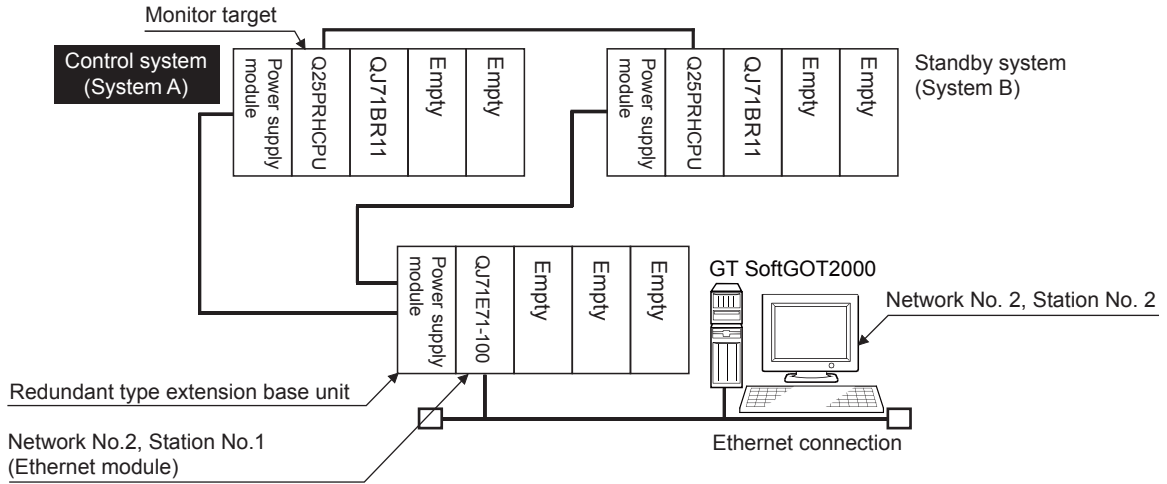 Monitor target
Control system
(System A)
Power supply
module
Q25PRHCPU
QJ71BR11
Empty
Empty
Power supply
module
Q25PRHCPU
QJ71BR11
Empty
Empty
Standby system
(System B)
Power supply
module
QJ71E71-100
Empty
Empty
Empty
GT SoftGOT2000
Network No. 2, Station No. 2
Redundant type extension base unit
Network No.2, Station No.1
(Ethernet module)
Ethernet connection